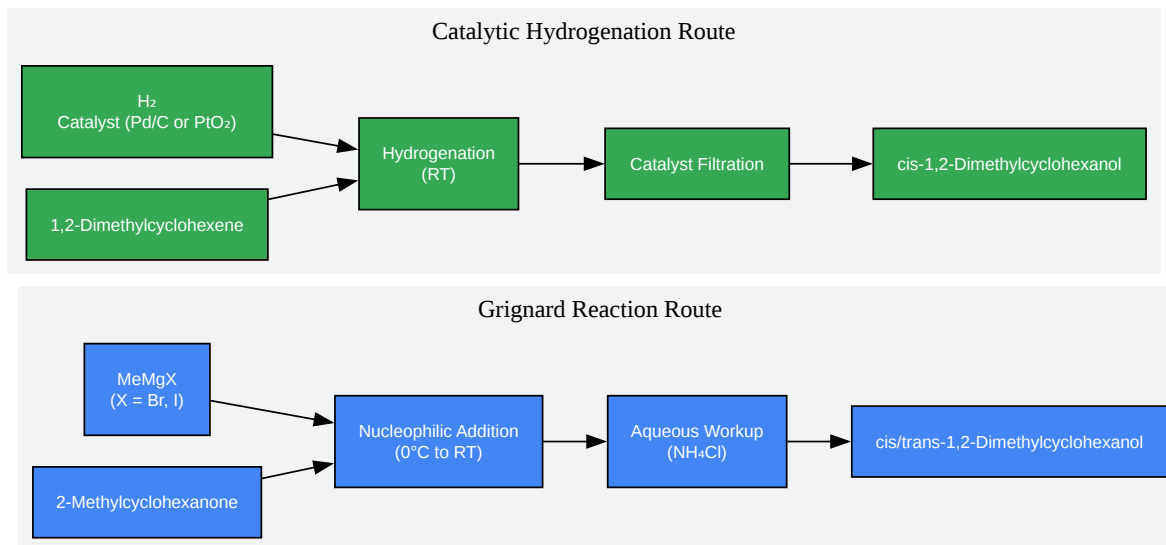 Catalytic Hydrogenation Route
H₂
Catalyst (Pd/C or PtO₂)
1,2-Dimethylcyclohexene
Hydrogenation
(RT)
Catalyst Filtration
cis-1,2-Dimethylcyclohexanol
Grignard Reaction Route
MeMgX
(X = Br, I)
2-Methylcyclohexanone
Nucleophilic Addition
(0°C to RT)
Aqueous Workup
(NH₄Cl)
cis/trans-1,2-Dimethylcyclohexanol